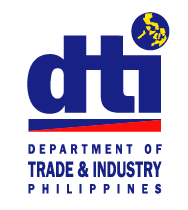 dti
DEPARTMENT OF
TRADE & INDUSTRY
PHILIPPINES